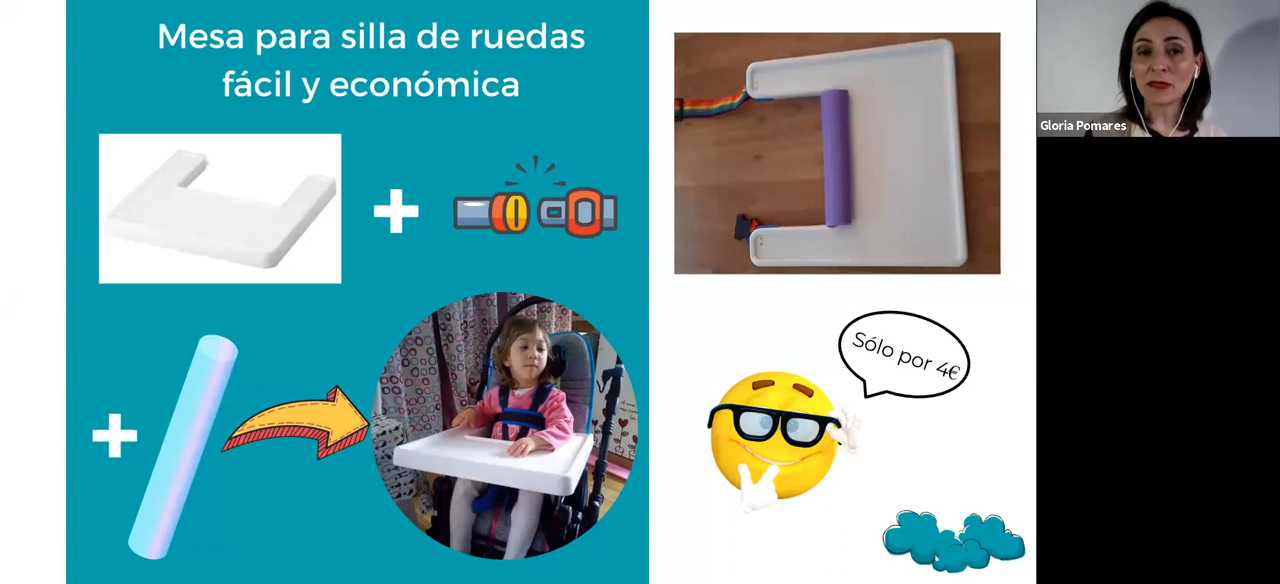 Mesa para silla de ruedas
fácil y económica
Sólo por 4€
Gloria Pomares